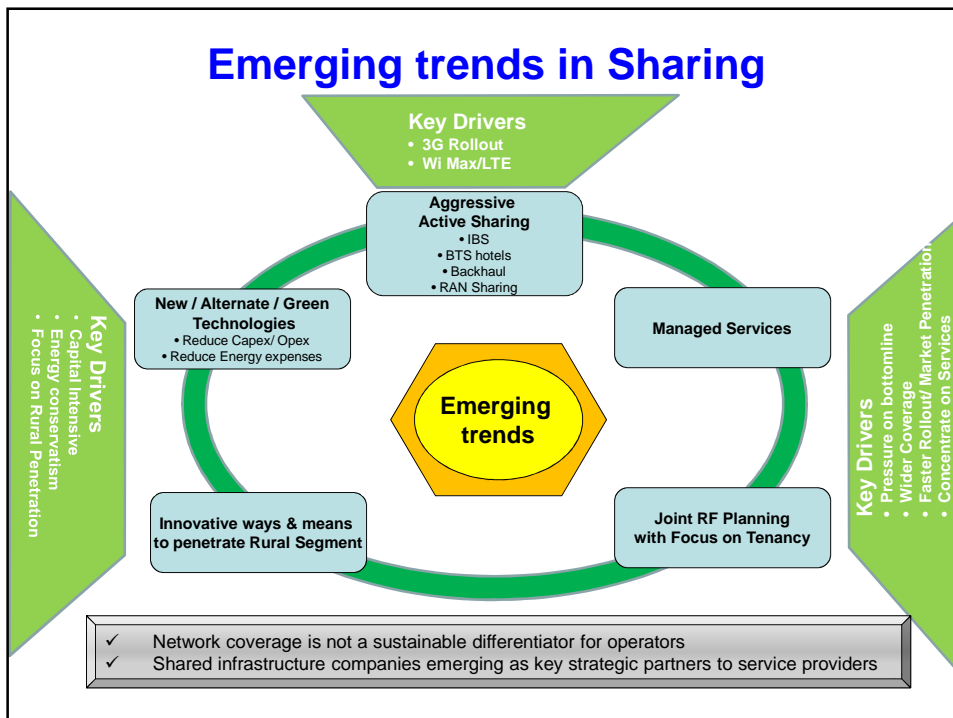 Emerging trends in Sharing
Key Drivers
• 3G Rollout
• Wi Max/LTE
Aggressive
Active Sharing
• IBS
• BTS hotels
• Backhaul
• RAN Sharing
New / Alternate / Green
Technologies
• Reduce Capex/ Opex
• Reduce Energy expenses
Managed Services
Emerging
trends
Innovative ways & means
to penetrate Rural Segment
Joint RF Planning
with Focus on Tenancy
Key Drivers
• Capital Intensive
• Energy conservatism
• Focus on Rural Penetration
Key Drivers
• Pressure on bottomline
• Wider Coverage
• Faster Rollout/ Market Penetration
• Concentrate on Services
✓ Network coverage is not a sustainable differentiator for operators
✓ Shared infrastructure companies emerging as key strategic partners to service providers